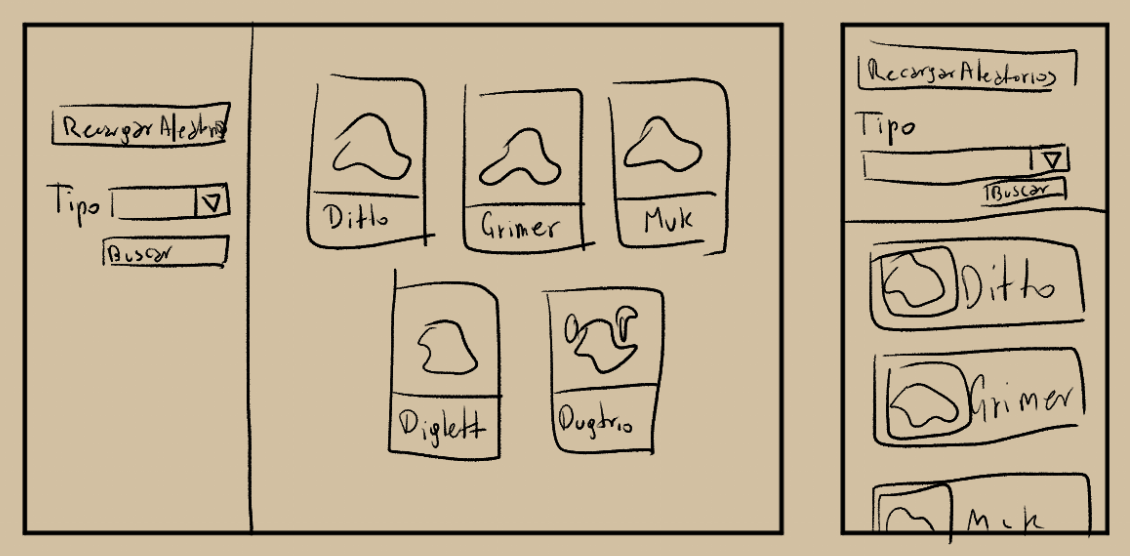 Recargar Aleatorios
Tipo
Buscar
Ditto
Grimer
Muk
Diglett
Dugtrio
Recargar Aleatorios
Tipo
Buscar
Ditto
Grimer
Muk